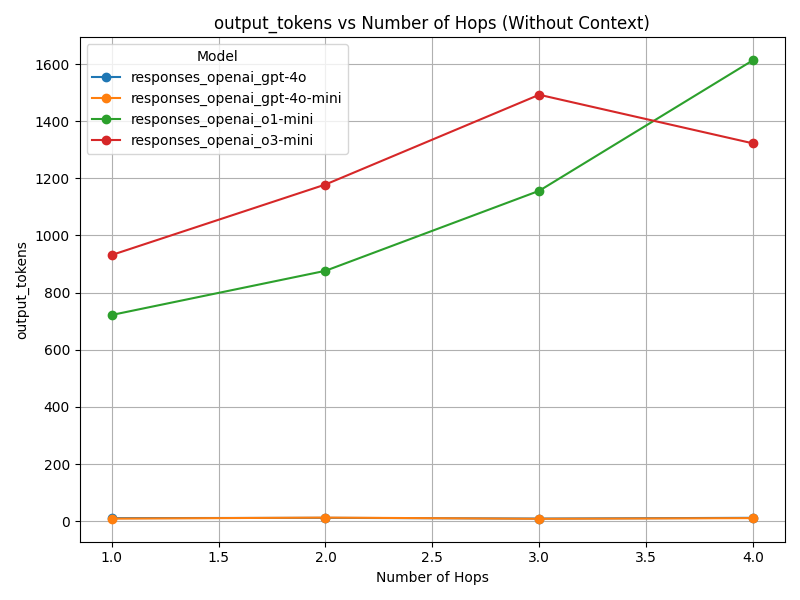 output_tokens vs Number of Hops (Without Context)
Model
responses_openai_gpt-4o
responses_openai_gpt-4o-mini
responses_openai_o1-mini
responses_openai_o3-mini
output_tokens
1600
1400
1200
1000
800
600
400
200
0
1.0 1.5 2.0 2.5 3.0 3.5 4.0
Number of Hops